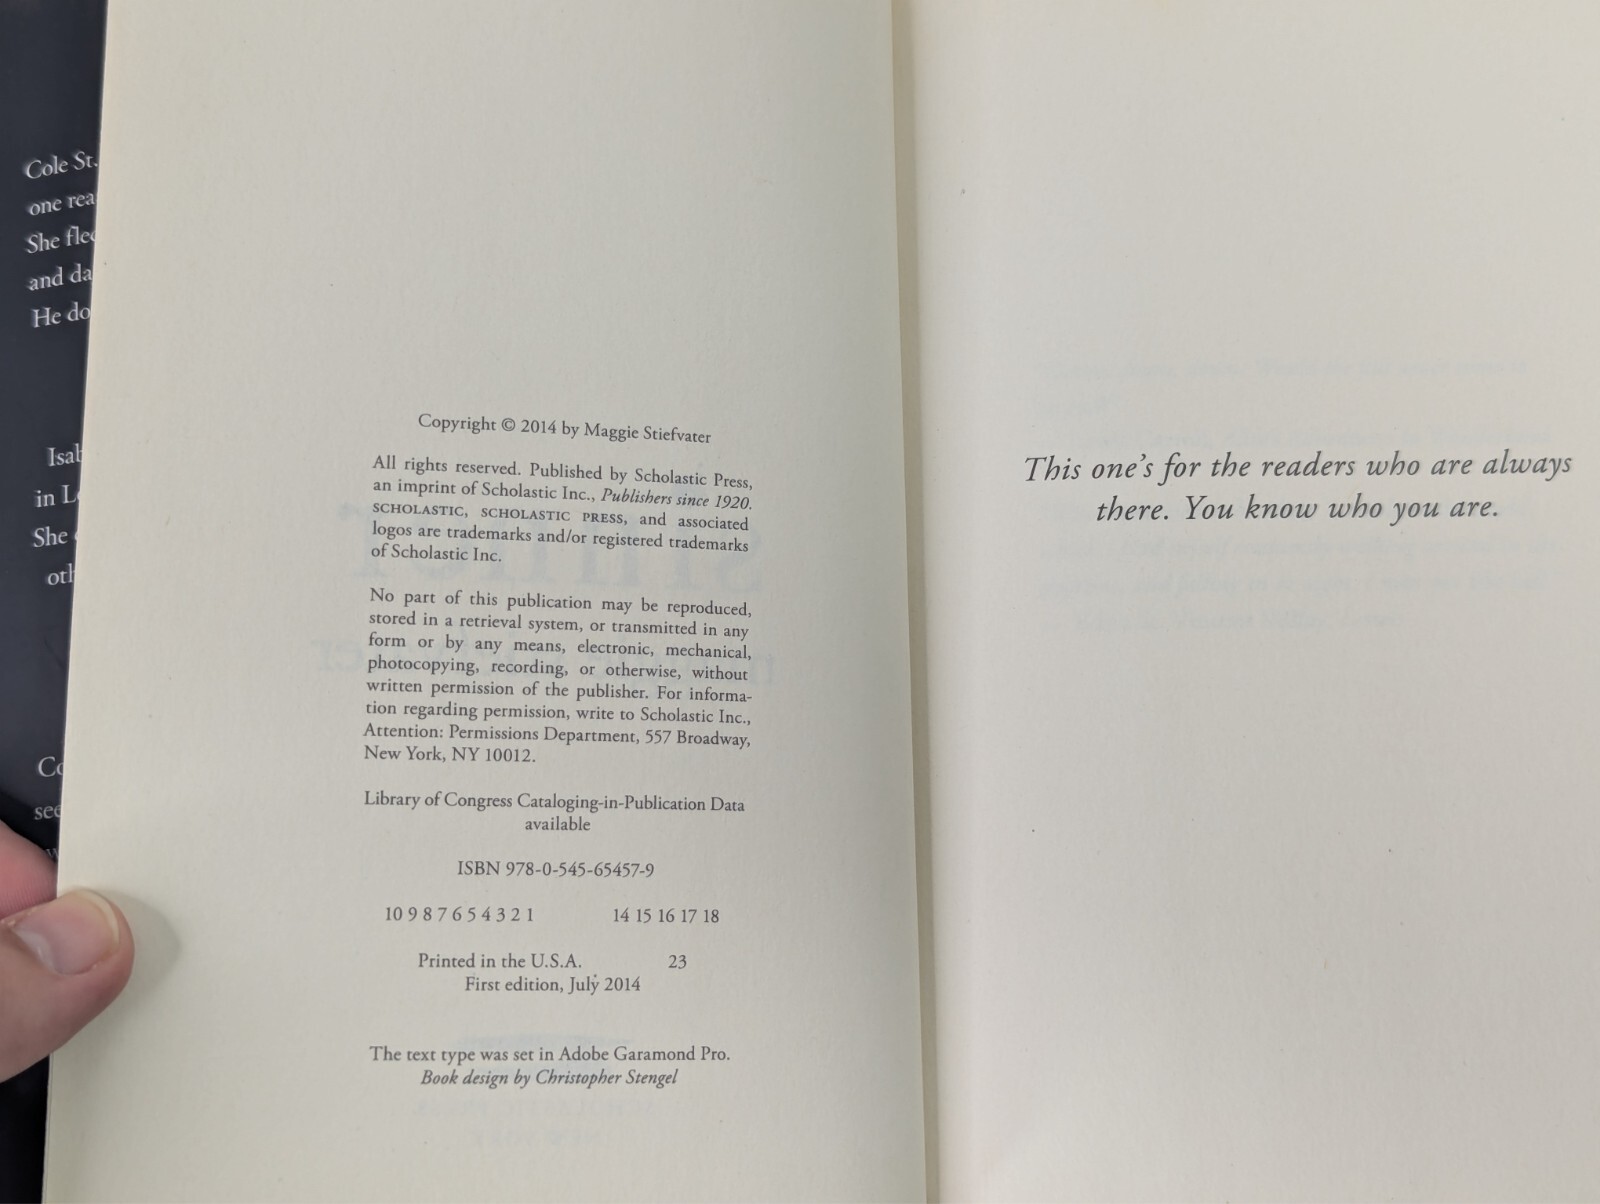 Cole St.
one rea
She fled
and da
He do
Isab
in L
She
oth
Co
see
w
Copyright © 2014 by Maggie Stiefvater
All rights reserved. Published by Scholastic Press,
an imprint of Scholastic Inc., Publishers since 1920.
SCHOLASTIC, SCHOLASTIC PRESS, and associated
logos are trademarks and/or registered trademarks
of Scholastic Inc.
No part of this publication may be reproduced,
stored in a retrieval system, or transmitted in any
form or by any means, electronic, mechanical,
photocopying, recording, or otherwise, without
written permission of the publisher. For informa-
tion regarding permission, write to Scholastic Inc.,
Attention: Permissions Department, 557 Broadway,
New York, NY 10012.
Library of Congress Cataloging-in-Publication Data
available
ISBN 978-0-545-65457-9
10 9 8 7 6 5 4 3 2 1 14 15 16 17 18
Printed in the U.S.A. 23
First edition, July 2014
The text type was set in Adobe Garamond Pro.
Book design by Christopher Stengel
This one's for the readers who are always
there. You know who you are.